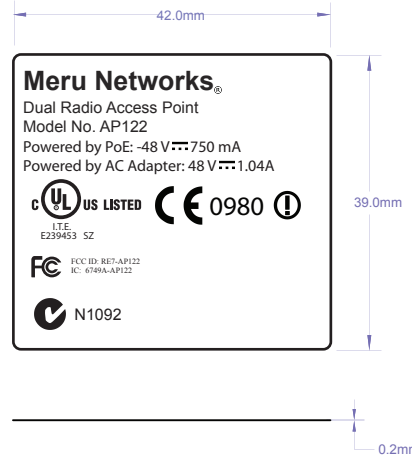 42.0mm
Meru Networks®
Dual Radio Access Point
Model No. AP122
Powered by PoE: -48 V⎓750 mA
Powered by AC Adapter: 48 V⎓1.04A
C UL® US LISTED CE 0980
I.T.E.
E239453 SZ
FC FCC ID: RE7-AP122
IC: 6749A-AP122
N1092
39.0mm
0.2mm